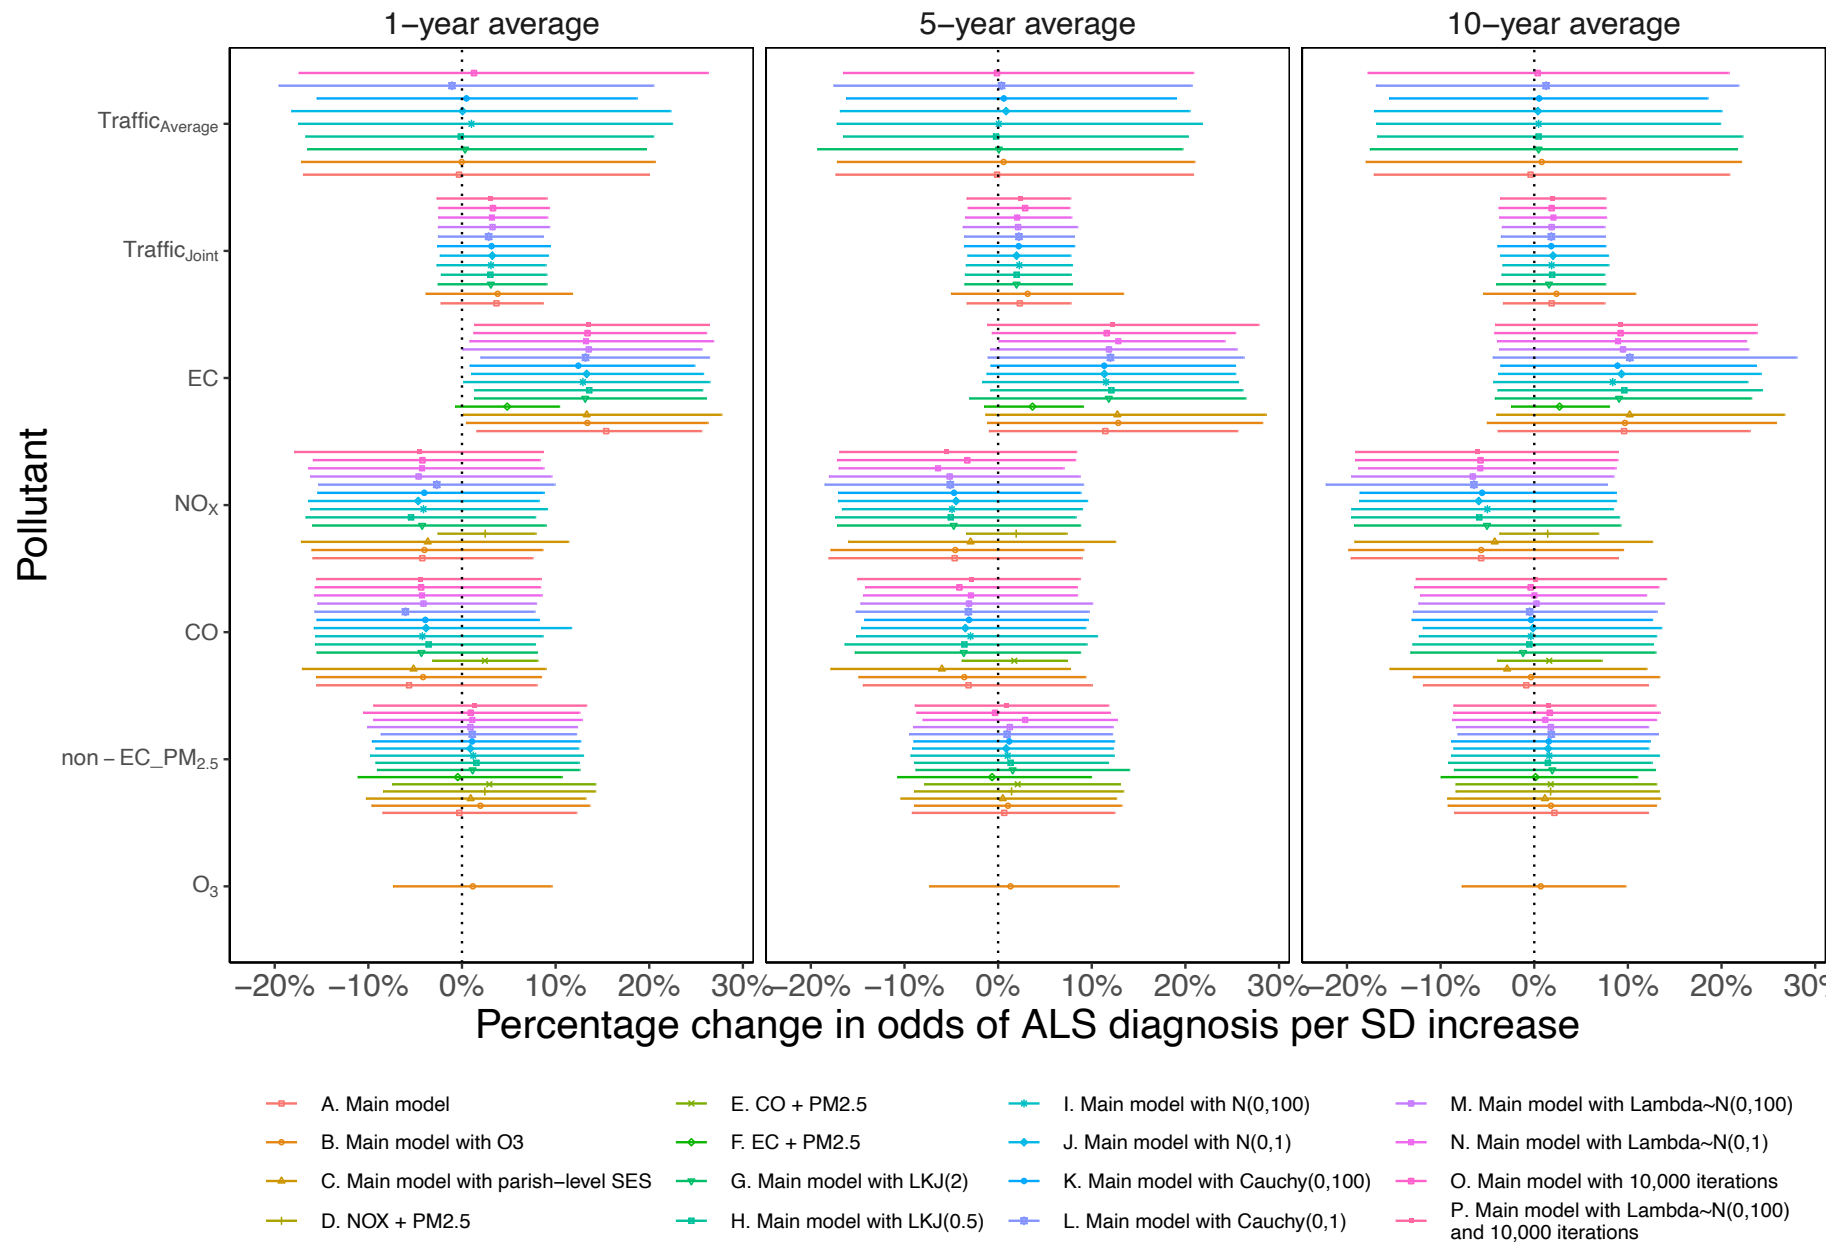 1−year average
5−year average
10−year average
Pollutant
TrafficAverage
TrafficJoint
EC
NOX
CO
non − EC_PM2.5
O3
−20% −10% 0% 10% 20% 30%
−20% −10% 0% 10% 20% 30%
−20% −10% 0% 10% 20% 30%
Percentage change in odds of ALS diagnosis per SD increase
A. Main model
B. Main model with O3
C. Main model with parish−level SES
D. NOX + PM2.5
E. CO + PM2.5
F. EC + PM2.5
G. Main model with LKJ(2)
H. Main model with LKJ(0.5)
I. Main model with N(0,100)
J. Main model with N(0,1)
K. Main model with Cauchy(0,100)
L. Main model with Cauchy(0,1)
M. Main model with Lambda~N(0,100)
N. Main model with Lambda~N(0,1)
O. Main model with 10,000 iterations
P. Main model with Lambda~N(0,100)
and 10,000 iterations